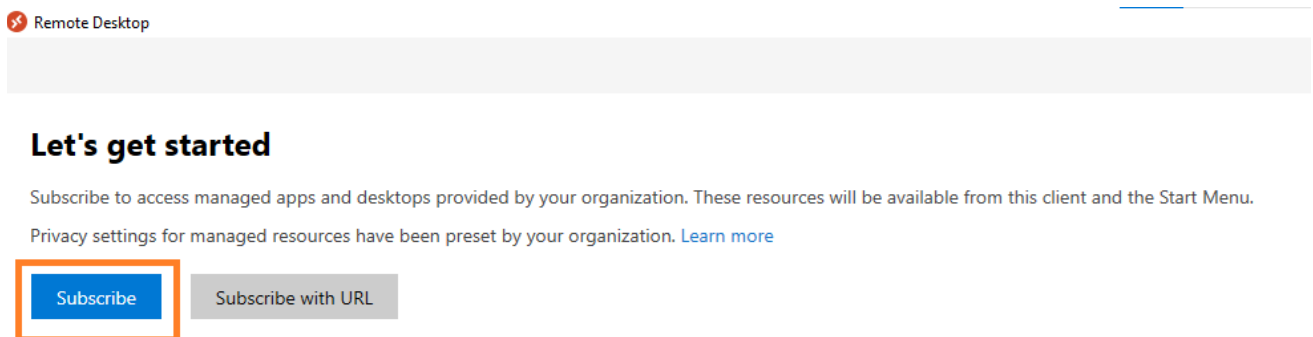 Remote Desktop
Let's get started
Subscribe to access managed apps and desktops provided by your organization. These resources will be available from this client and the Start Menu.
Privacy settings for managed resources have been preset by your organization. Learn more
Subscribe
Subscribe with URL